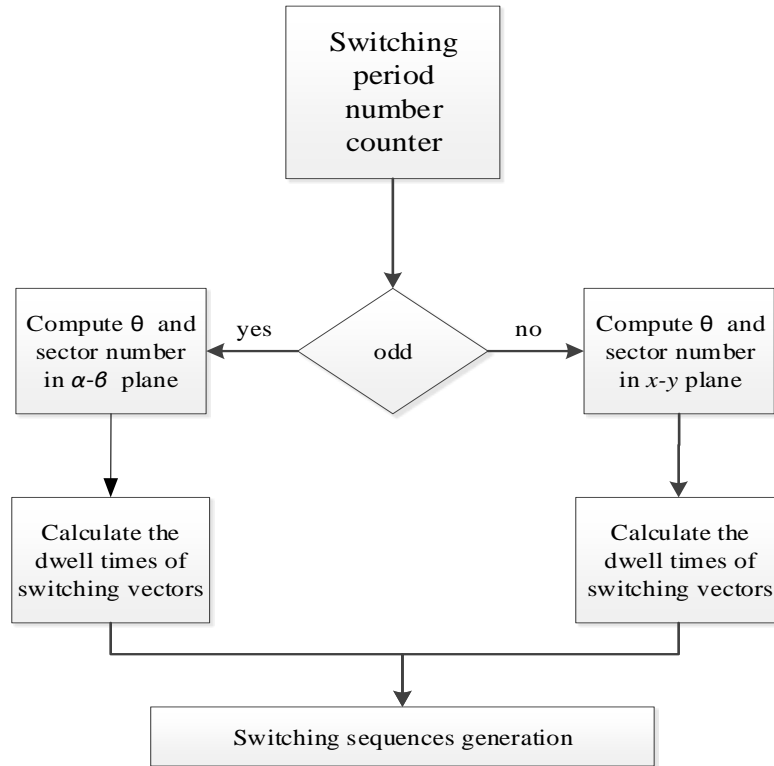 Switching
period
number
counter
yes
odd
no
Compute θ and
sector number
in α-β plane
Compute θ and
sector number
in x-y plane
Calculate the
dwell times of
switching vectors
Calculate the
dwell times of
switching vectors
Switching sequences generation